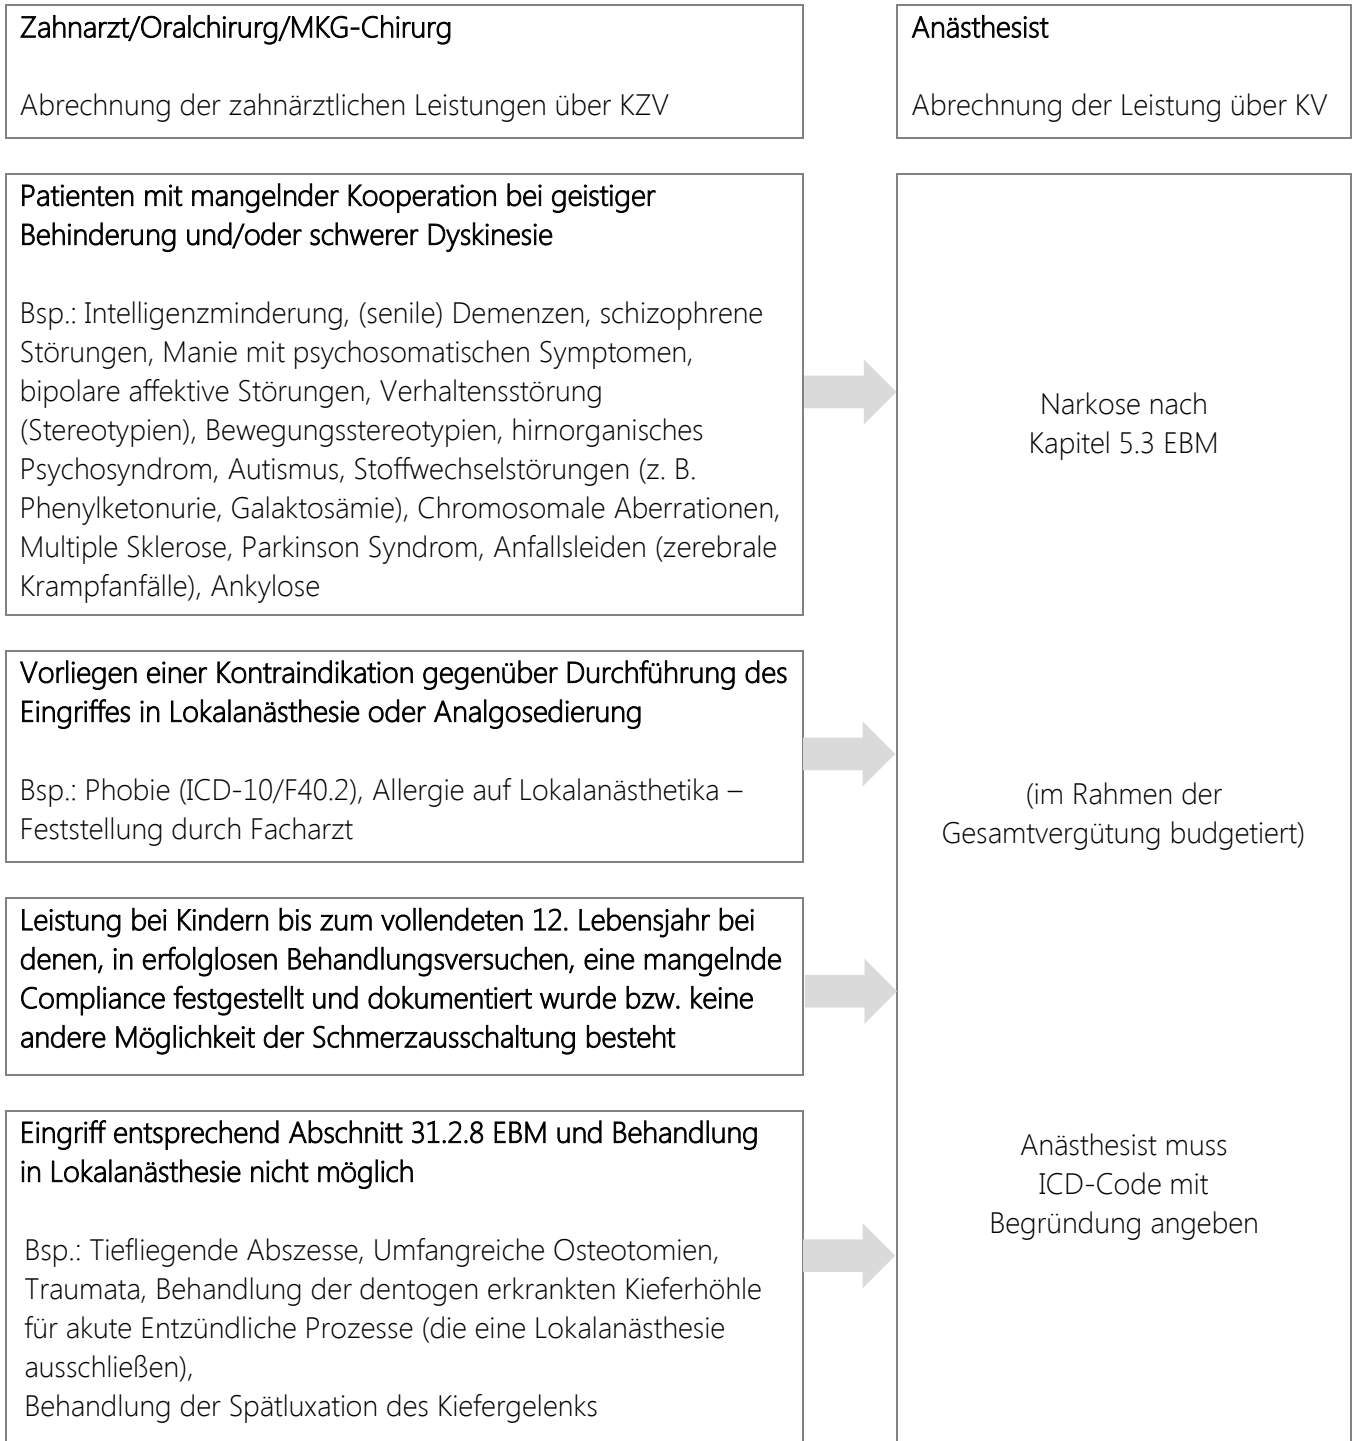 Zahnarzt/Oralchirurg/MKG-Chirurg
Abrechnung der zahnärztlichen Leistungen über KZV
Anästhesist
Abrechnung der Leistung über KV
Patienten mit mangelnder Kooperation bei geistiger
Behinderung und/oder schwerer Dyskinesie
Bsp.: Intelligenzminderung, (senile) Demenzen, schizophrene
Störungen, Manie mit psychosomatischen Symptomen,
bipolare affektive Störungen, Verhaltensstörung
(Stereotypien), Bewegungsstereotypien, hirnorganisches
Psychosyndrom, Autismus, Stoffwechselstörungen (z. B.
Phenylketonurie, Galaktosämie), Chromosomale Aberrationen,
Multiple Sklerose, Parkinson Syndrom, Anfallsleiden (zerebrale
Krampfanfälle), Ankylose
Vorliegen einer Kontraindikation gegenüber Durchführung des
Eingriffes in Lokalanästhesie oder Analgosedierung
Bsp.: Phobie (ICD-10/F40.2), Allergie auf Lokalanästhetika –
Feststellung durch Facharzt
Leistung bei Kindern bis zum vollendeten 12. Lebensjahr bei
denen, in erfolglosen Behandlungsversuchen, eine mangelnde
Compliance festgestellt und dokumentiert wurde bzw. keine
andere Möglichkeit der Schmerzausschaltung besteht
Eingriff entsprechend Abschnitt 31.2.8 EBM und Behandlung
in Lokalanästhesie nicht möglich
Bsp.: Tiefliegende Abszesse, Umfangreiche Osteotomien,
Traumata, Behandlung der dentogen erkrankten Kieferhöhle
für akute Entzündliche Prozesse (die eine Lokalanästhesie
ausschließen),
Behandlung der Spätluxation des Kiefergelenks
Narkose nach
Kapitel 5.3 EBM
(im Rahmen der
Gesamtvergütung budgetiert)
Anästhesist muss
ICD-Code mit
Begründung angeben